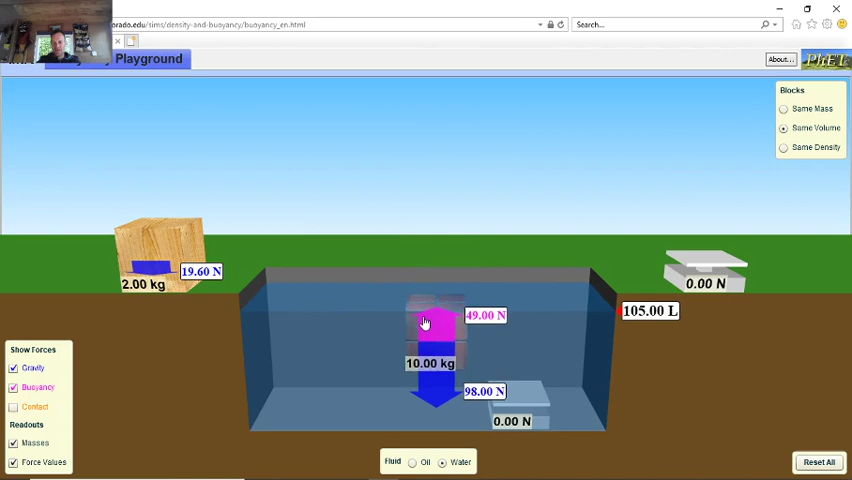 orado.edu/sims/density-and-buoyancy/buoyancy_en.html
Search...
Playground
About...
PhET
Blocks
Same Mass
Same Volume
Same Density
19.60 N
2.00 kg
0.00 N
49.00 N
105.00 L
10.00 kg
98.00 N
0.00 N
Show Forces
Gravity
Buoyancy
Contact
Readouts
Masses
Force Values
Fluid
Oil
Water
Reset All